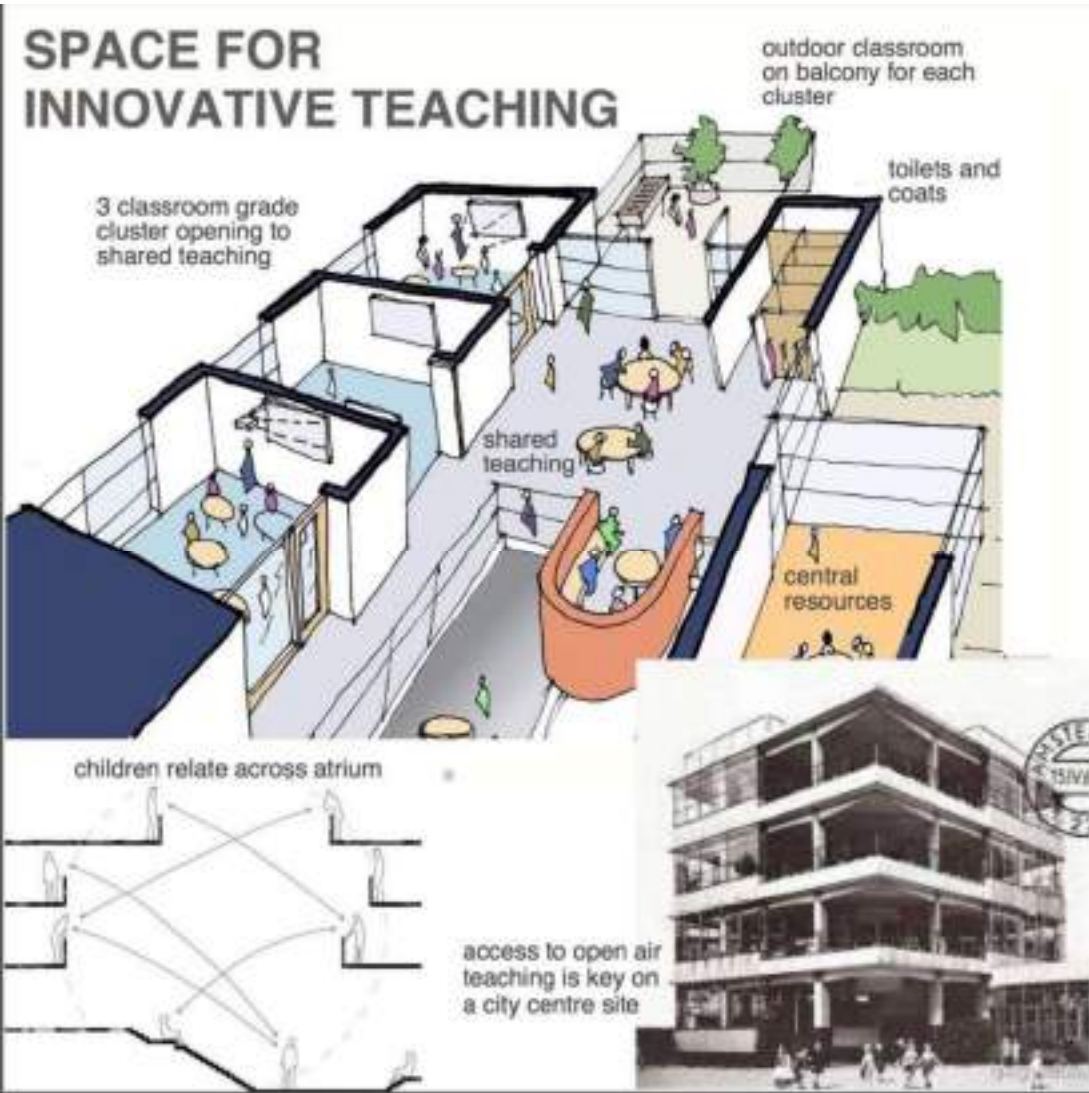 SPACE FOR
INNOVATIVE TEACHING
outdoor classroom
on balcony for each
cluster
toilets and
coats
3 classroom grade
cluster opening to
shared teaching
shared
teaching
central
resources
children relate across atrium
access to open air
teaching is key on
a city centre site